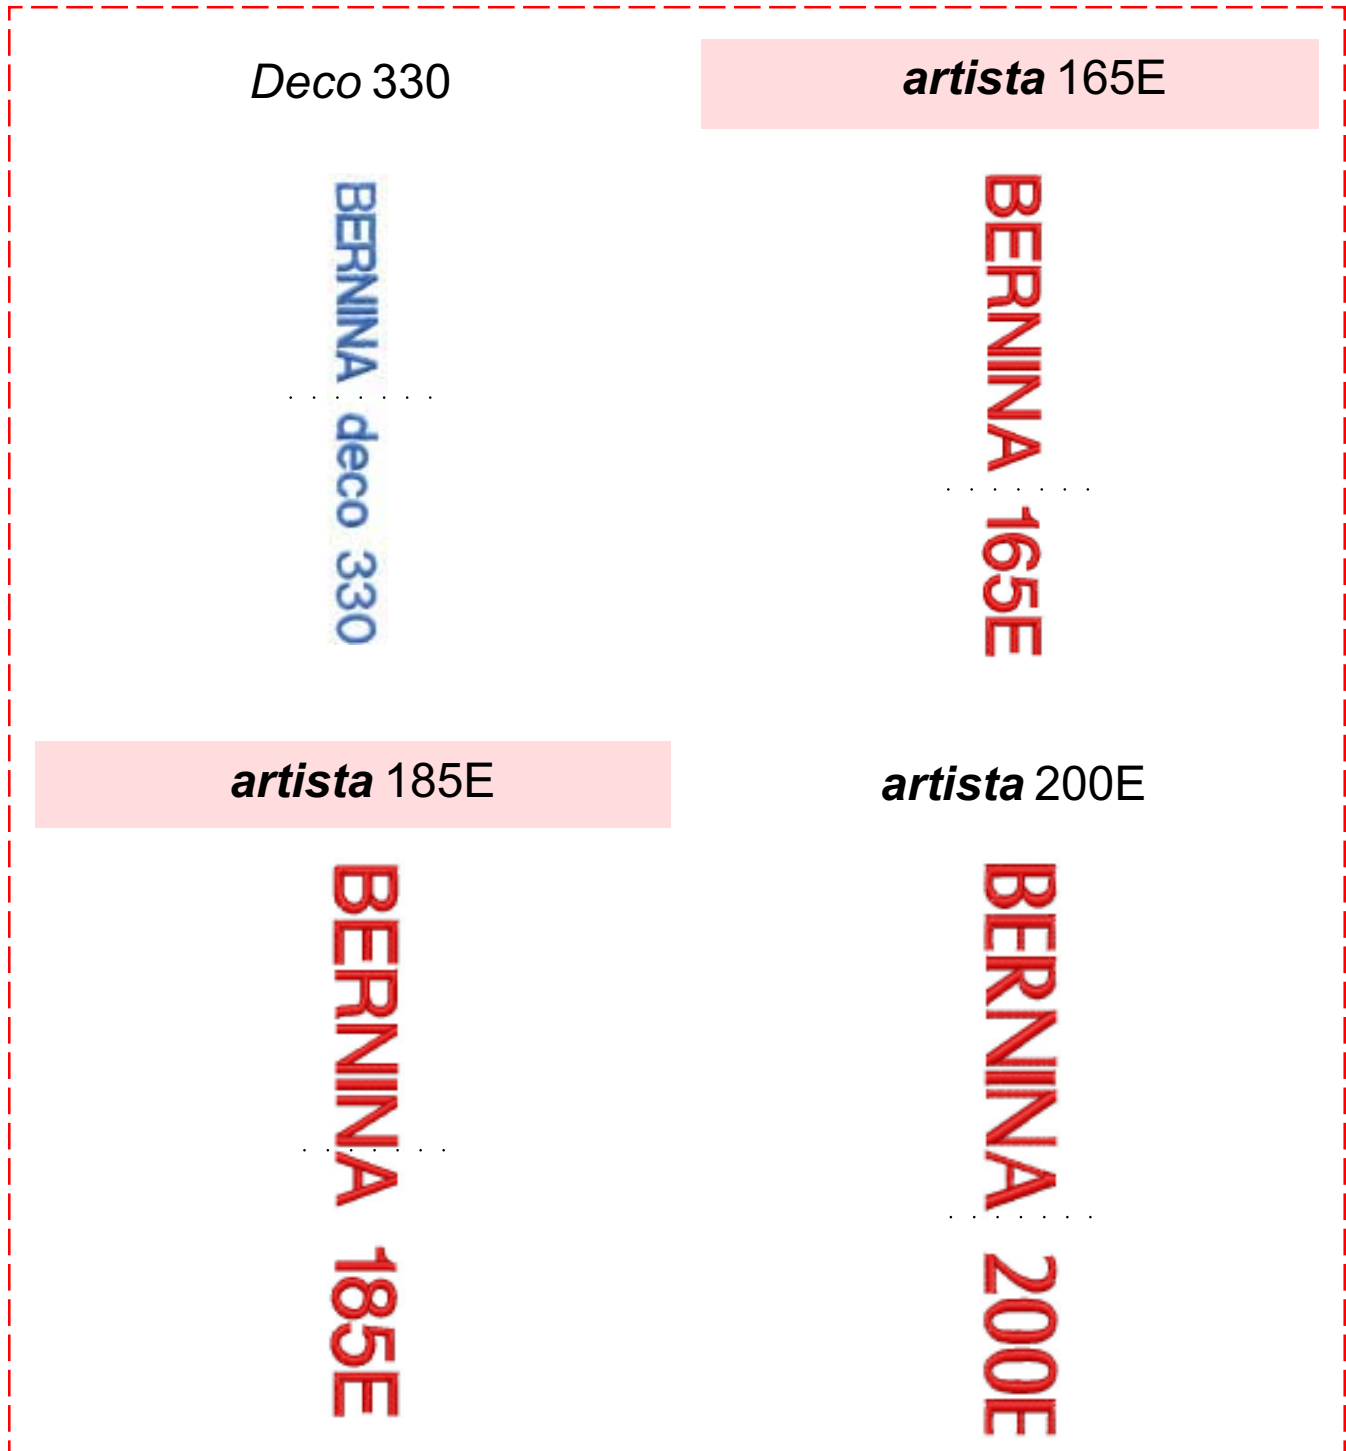 Deco 330
artista 165E
BERNINA deco 330
BERNINA 165E
artista 185E
artista 200E
BERNINA 185E
BERNINA 200E